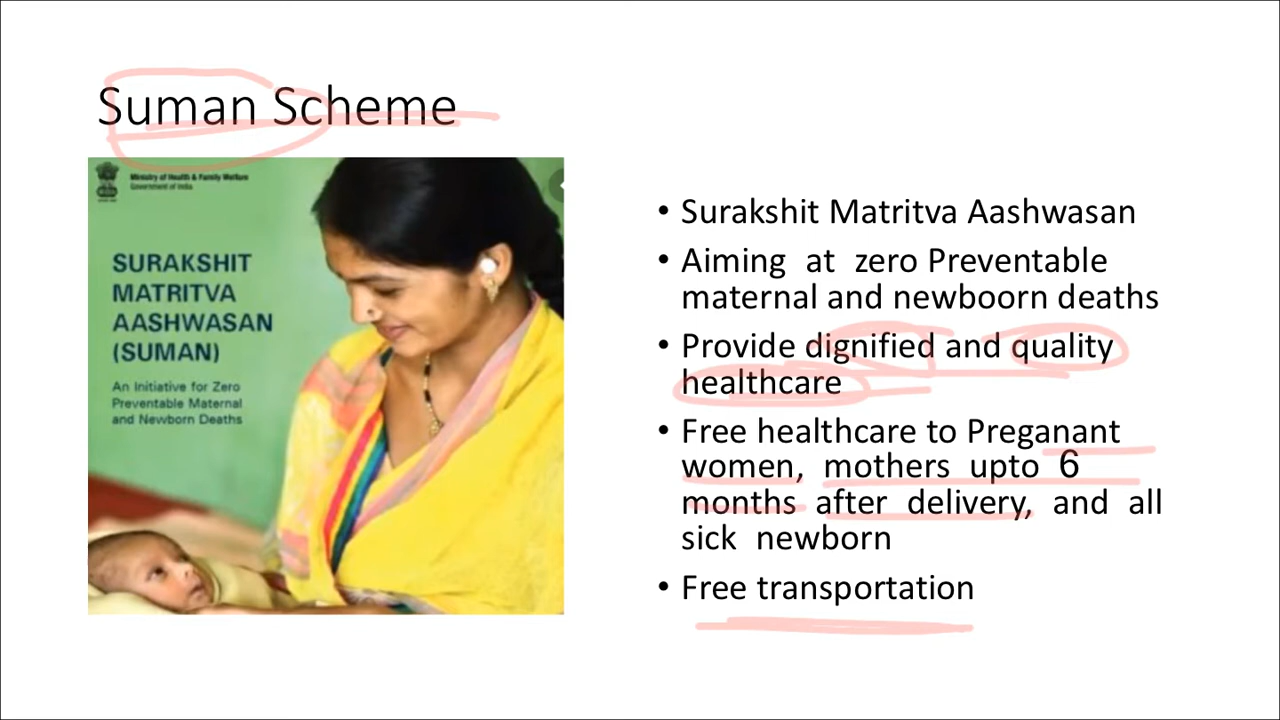 Suman Scheme
Ministry of Health & Family Welfare
Government of India
SURAKSHIT
MATRITVA
AASHWASAN
(SUMAN)
An Initiative for Zero
Preventable Maternal
and Newborn Deaths
• Surakshit Matritva Aashwasan
• Aiming at zero Preventable
maternal and newboorn deaths
• Provide dignified and quality
healthcare
• Free healthcare to Preganant
women, mothers upto 6
months after delivery, and all
sick newborn
• Free transportation